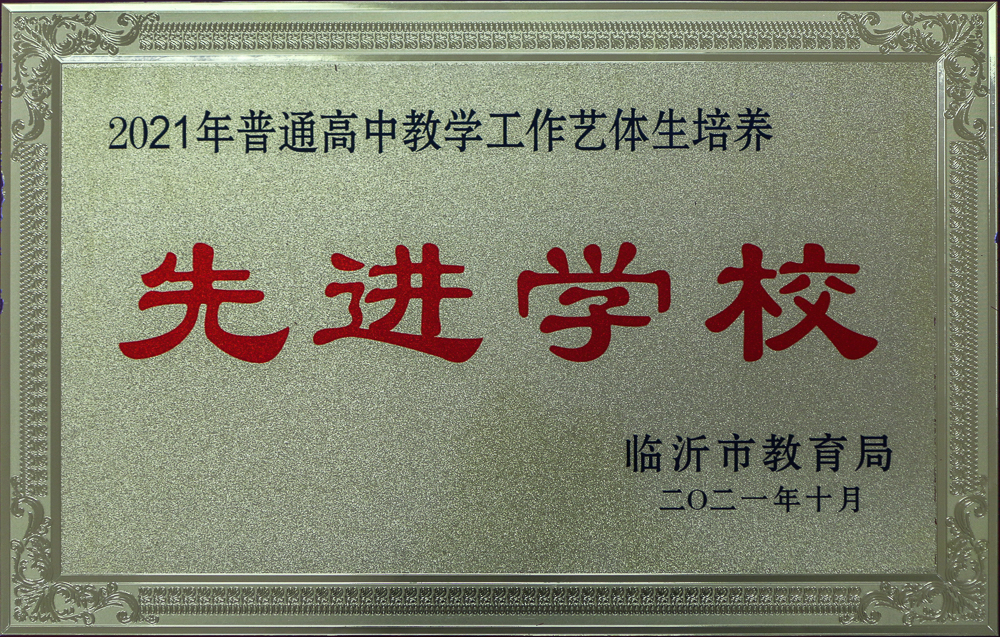 2021年普通高中教学工作艺体生培养
先进学校
临沂市教育局
二〇二一年十月